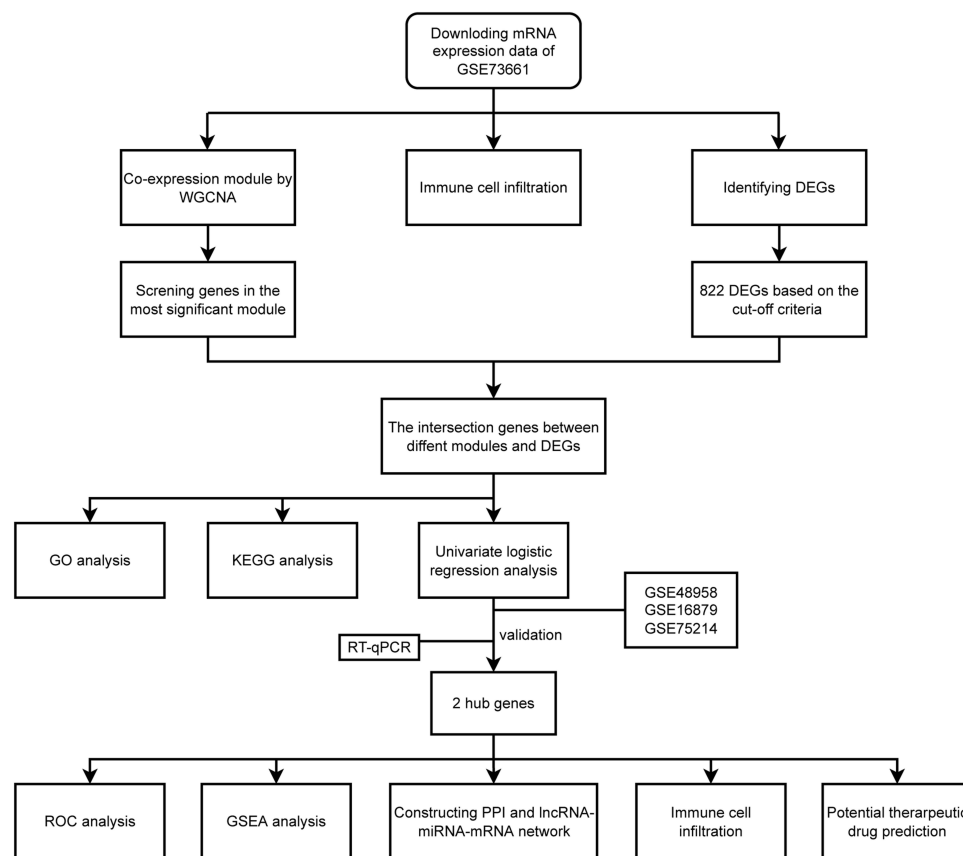 Downloding mRNA
expression data of
GSE73661
Co-expression module by
WGCNA
Immune cell infiltration
Identifying DEGs
Screning genes in the
most significant module
822 DEGs based on the
cut-off criteria
The intersection genes between
diffent modules and DEGs
GO analysis
KEGG analysis
Univariate logistic
regression analysis
GSE48958
GSE16879
GSE75214
validation
RT-qPCR
2 hub genes
ROC analysis
GSEA analysis
Constructing PPI and lncRNA-
miRNA-mRNA network
Immune cell
infiltration
Potential therarpeutic
drug prediction